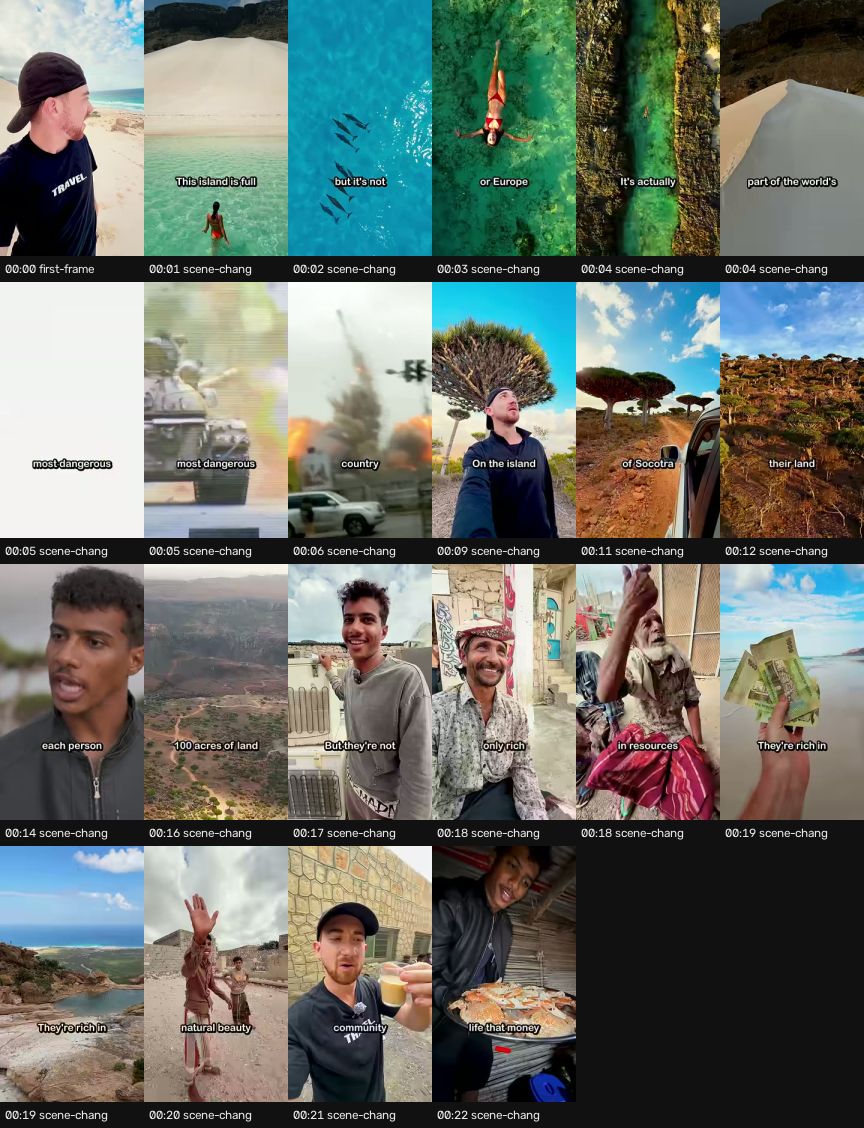 TRAVEL.
This island is full
but it's not
or Europe
It's actually
part of the world's
00:00 first-frame
00:01 scene-chang
00:02 scene-chang
00:03 scene-chang
00:04 scene-chang
00:04 scene-chang
most dangerous
most dangerous
country
On the island
of Socotra
their land
00:05 scene-chang
00:05 scene-chang
00:06 scene-chang
00:09 scene-chang
00:11 scene-chang
00:12 scene-chang
each person
100 acres of land
But they're not
only rich
in resources
They're rich in
00:14 scene-chang
00:16 scene-chang
00:17 scene-chang
00:18 scene-chang
00:18 scene-chang
00:19 scene-chang
They're rich in
natural beauty
community
life that money
00:19 scene-chang
00:20 scene-chang
00:21 scene-chang
00:22 scene-chang